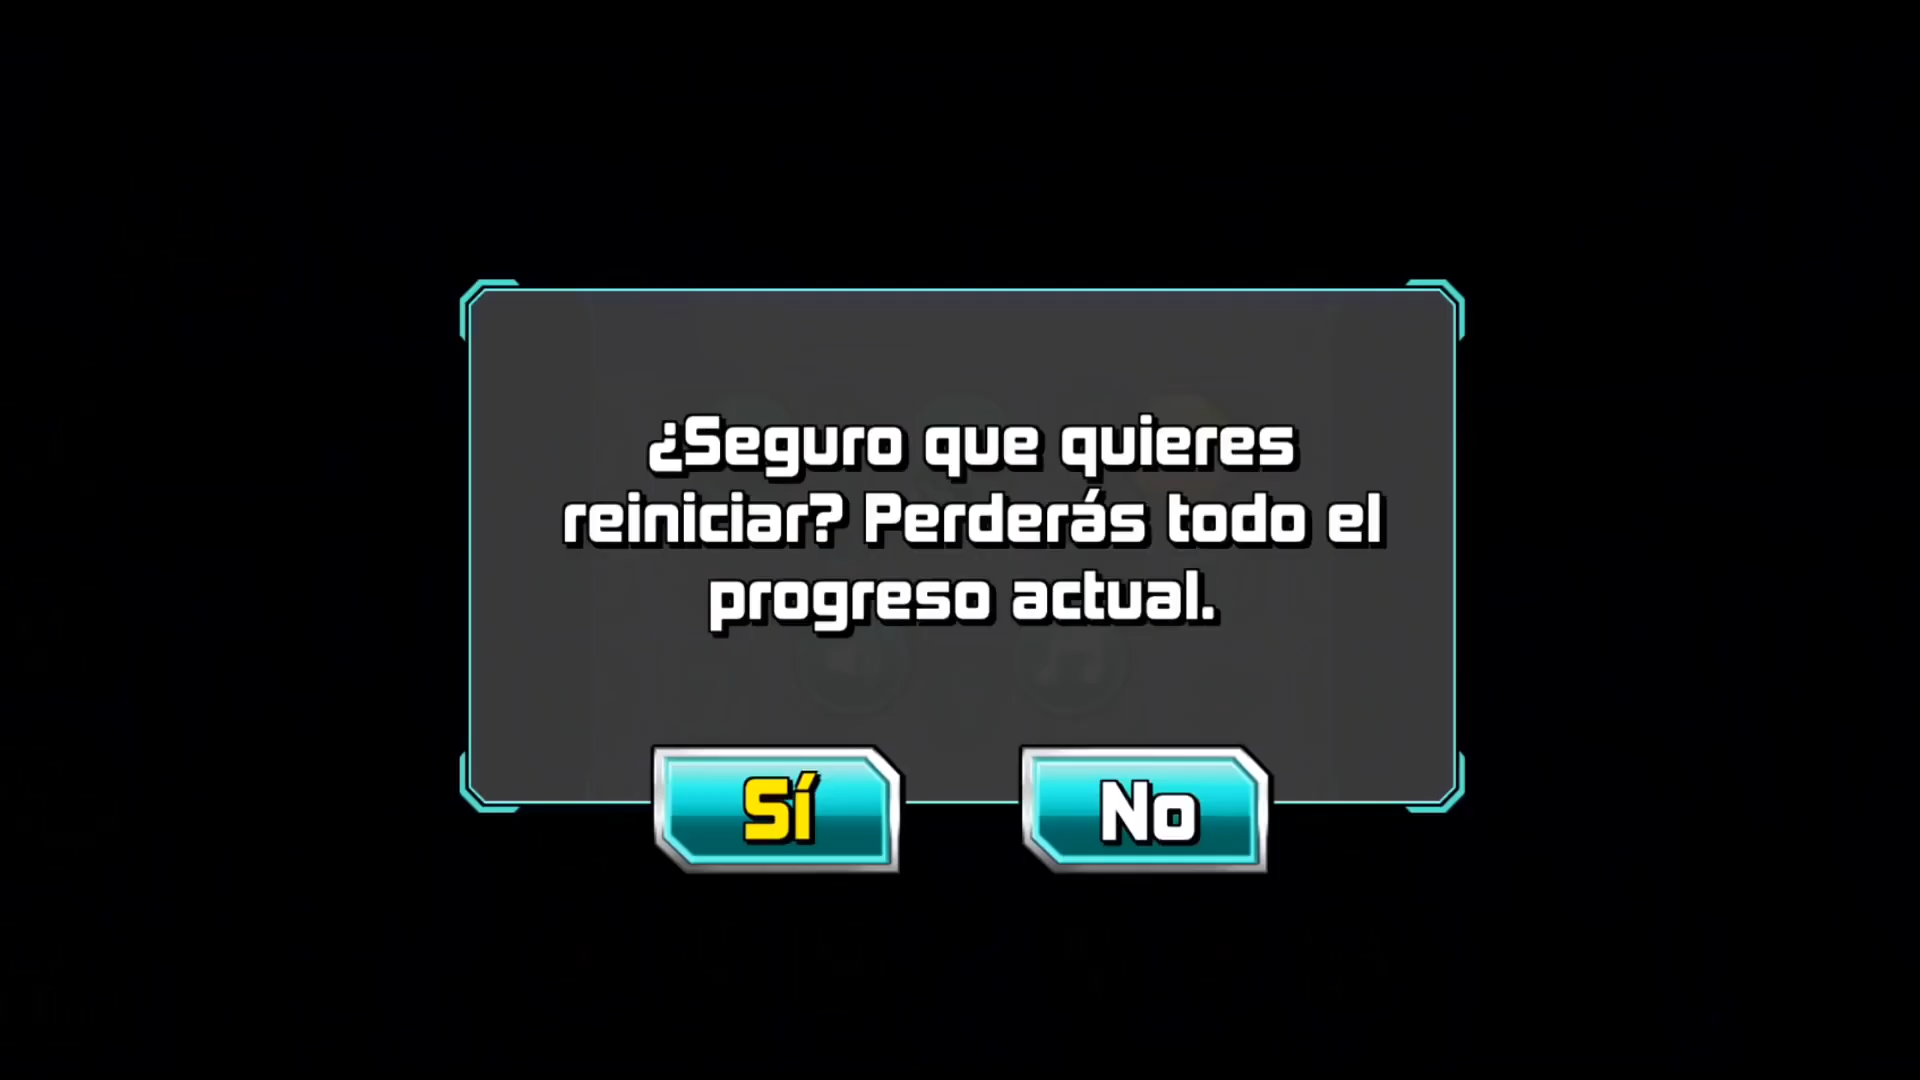 ¿Seguro que quieres
reiniciar? Perderás todo el
progreso actual.
Sí
No